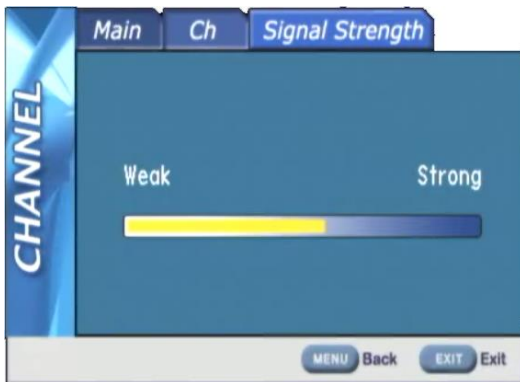 Main Ch Signal Strength
CHANNEL
Weak Strong
MENU Back EXIT Exit